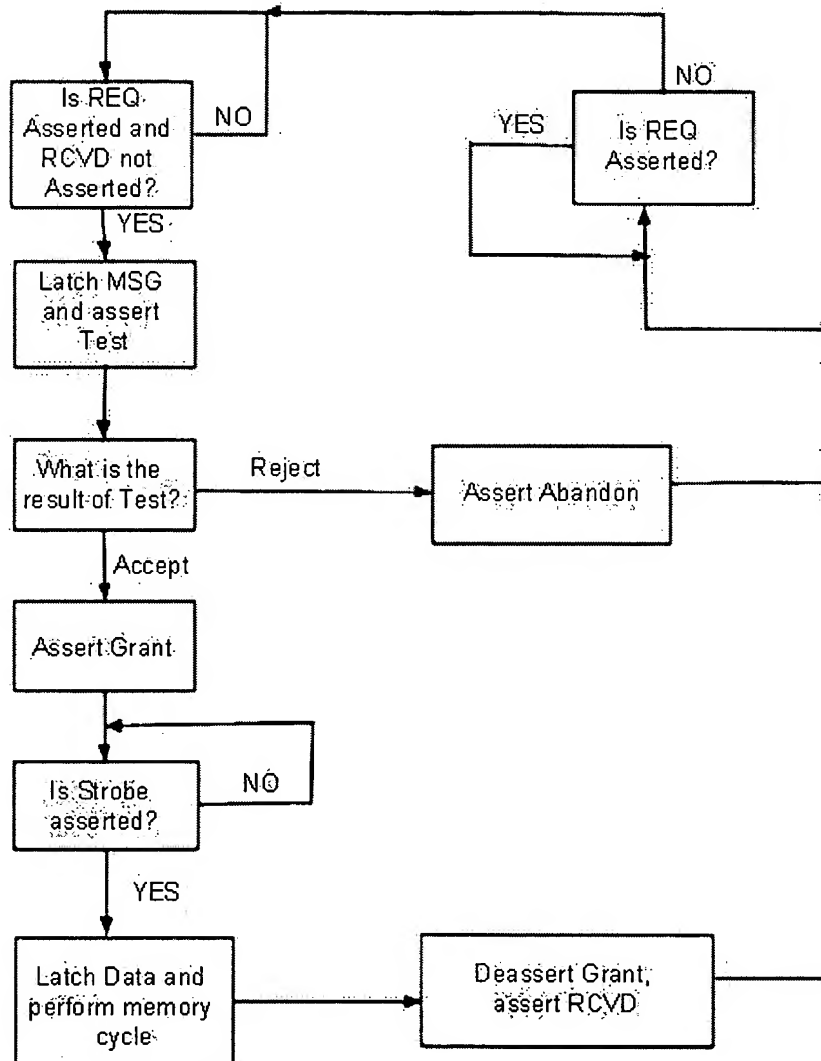 Is REQ
Asserted and
RCVD not
Asserted?
NO
YES
NO
YES
Is REQ
Asserted?
Latch MSG
and assert
Test
What is the
result of Test?
Reject
Assert Abandon
Accept
Assert Grant
Is Strobe
asserted?
NO
YES
Latch Data and
perform memory
cycle
Deassert Grant,
assert RCVD